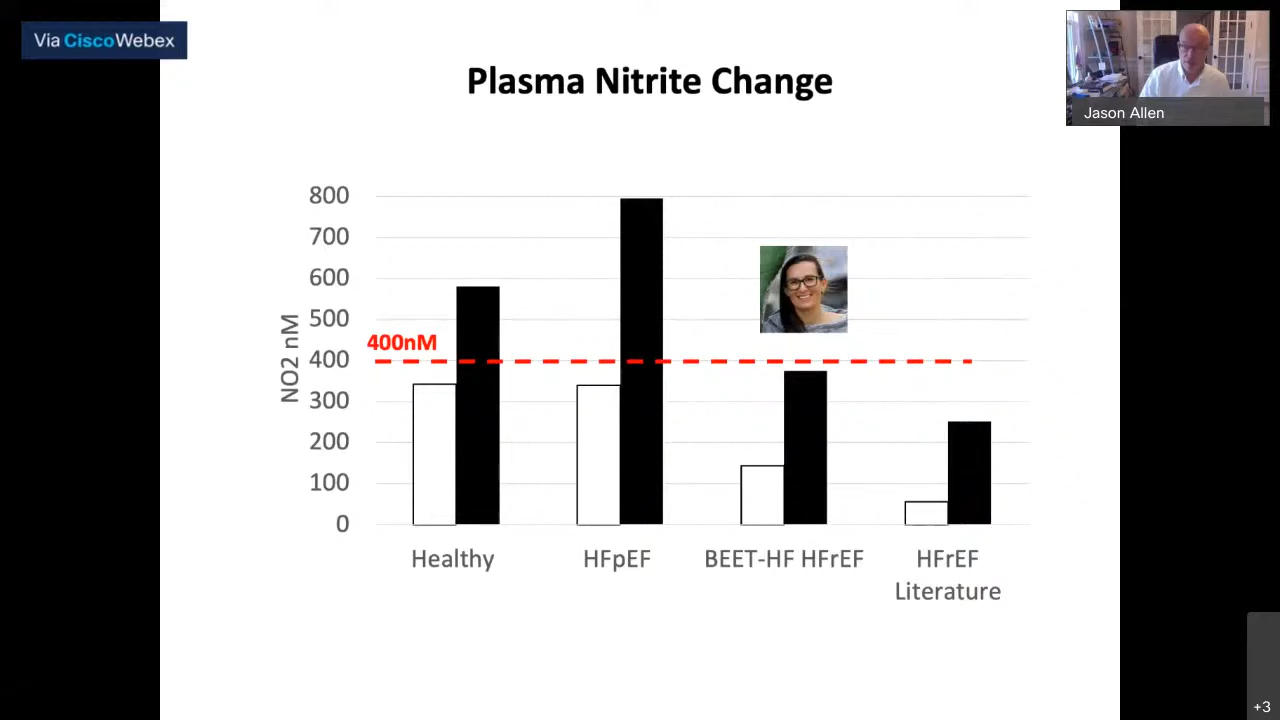 Via CiscoWebex
Plasma Nitrite Change
Jason Allen
800
700
600
500
400nM
400
300
200
100
0
NO2 nM
Healthy
HFpEF
BEET-HF HFrEF
HFrEF
Literature
+3